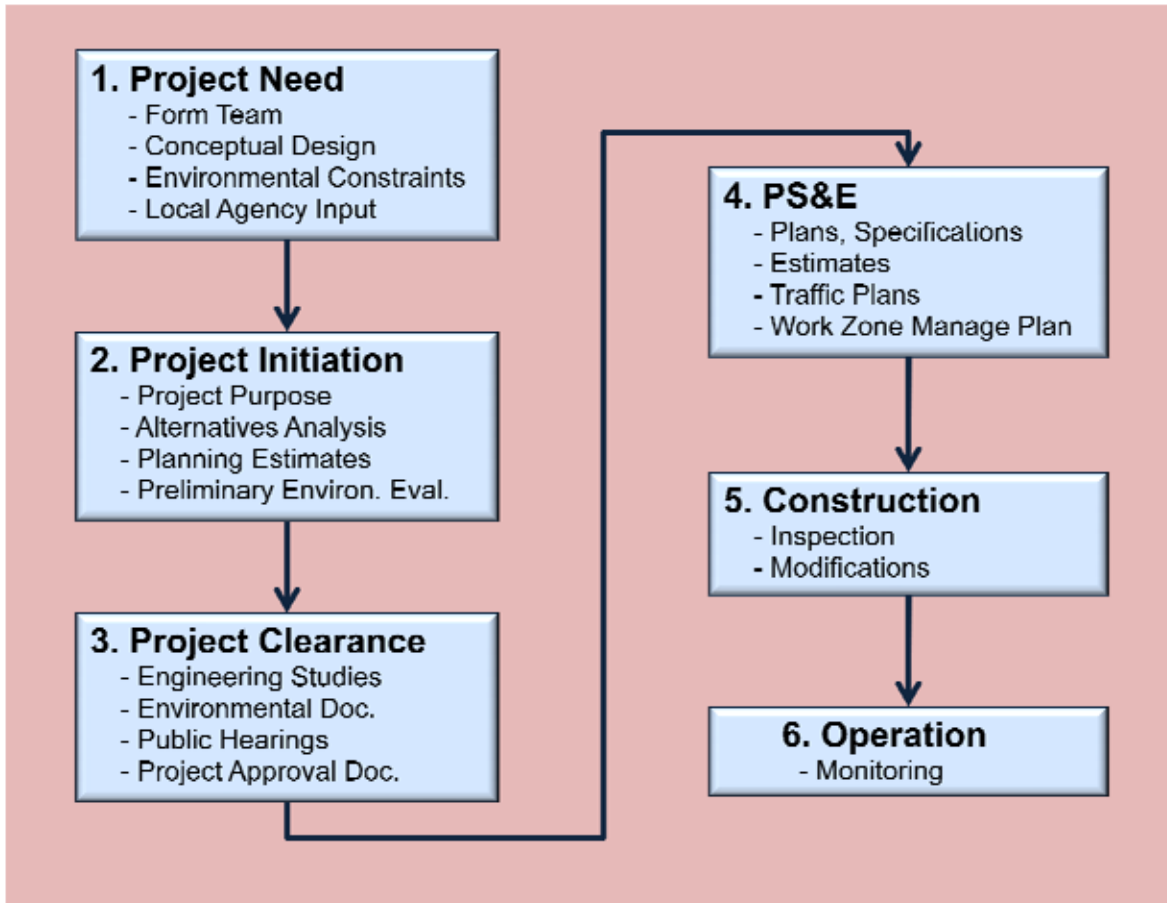 1. Project Need
- Form Team
- Conceptual Design
- Environmental Constraints
- Local Agency Input
2. Project Initiation
- Project Purpose
- Alternatives Analysis
- Planning Estimates
- Preliminary Environ. Eval.
3. Project Clearance
- Engineering Studies
- Environmental Doc.
- Public Hearings
- Project Approval Doc.
4. PS&E
- Plans, Specifications
- Estimates
- Traffic Plans
- Work Zone Manage Plan
5. Construction
- Inspection
- Modifications
6. Operation
- Monitoring